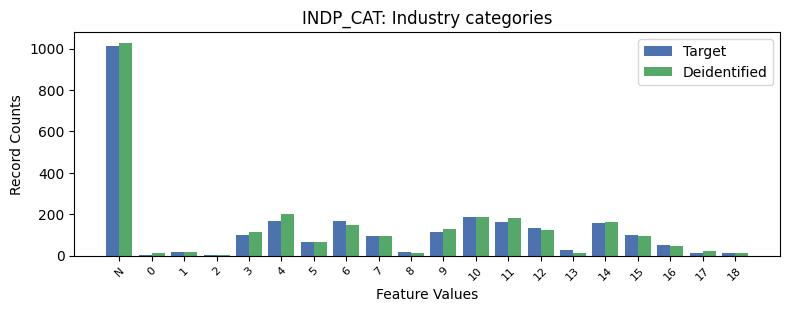 INDP_CAT: Industry categories
Target
Deidentified
Record Counts
1000
800
600
400
200
0
N 0 1 2 3 4 5 6 7 8 9 10 11 12 13 14 15 16 17 18
Feature Values